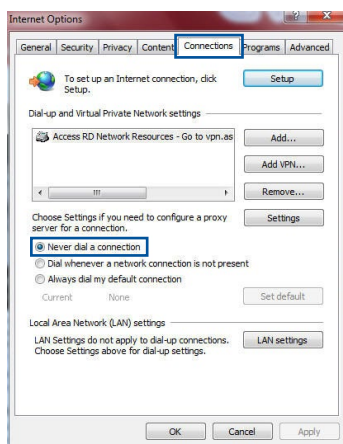 Internet Options
General Security Privacy Content Connections Programs Advanced
To set up an Internet connection, click
Setup.
Setup
Dial-up and Virtual Private Network settings
Access RD Network Resources - Go to vpn.as
Add...
Add VPN...
Remove...
Choose Settings if you need to configure a proxy
server for a connection.
Settings
Never dial a connection
Dial whenever a network connection is not present
Always dial my default connection
Current None
Set default
Local Area Network (LAN) settings
LAN Settings do not apply to dial-up connections.
Choose Settings above for dial-up settings.
LAN settings
OK Cancel Apply